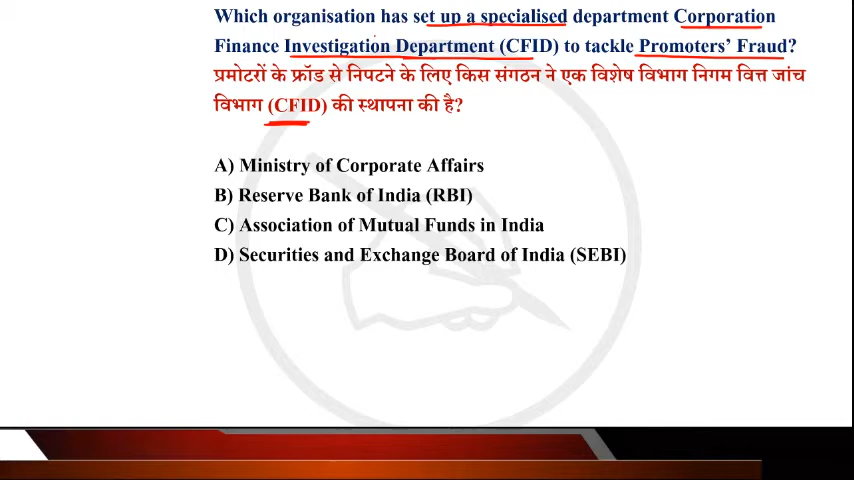 Which organisation has set up a specialised department Corporation
Finance Investigation Department (CFID) to tackle Promoters' Fraud?
प्रमोटरों के फ्रॉड से निपटने के लिए किस संगठन ने एक विशेष विभाग निगम वित्त जांच
विभाग (CFID) की स्थापना की है?
A) Ministry of Corporate Affairs
B) Reserve Bank of India (RBI)
C) Association of Mutual Funds in India
D) Securities and Exchange Board of India (SEBI)